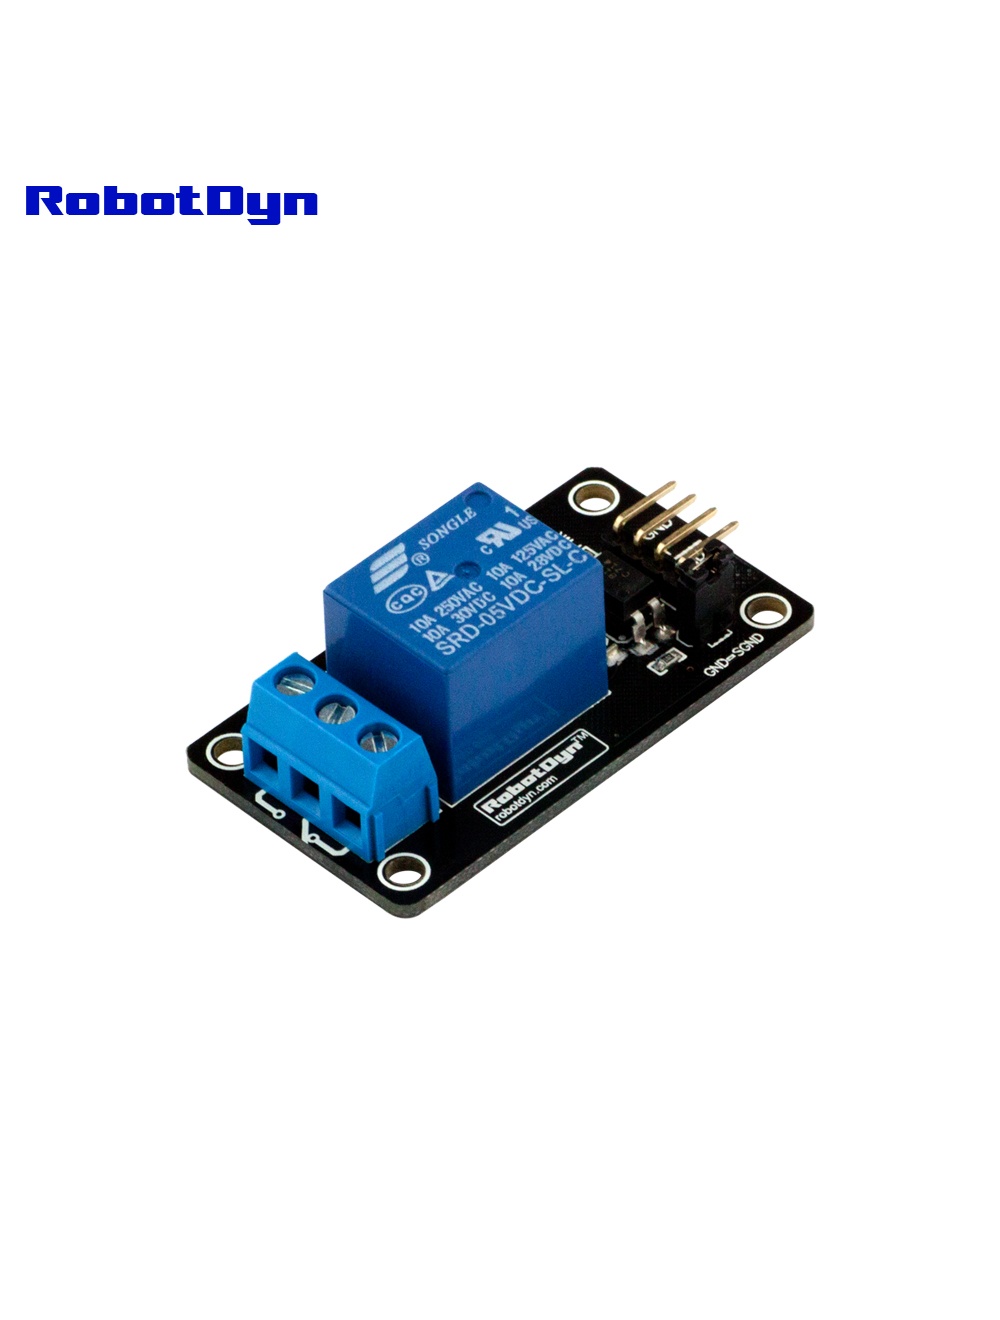 RobotDyn
SONGLE
®
c
US
1
CQC
10A 250VAC 10A 125VAC
10A 30VDC 10A 28VDC
SRD-05VDC-SL-C
GND
GND=SGND
RobotDyn™
robotdyn.com